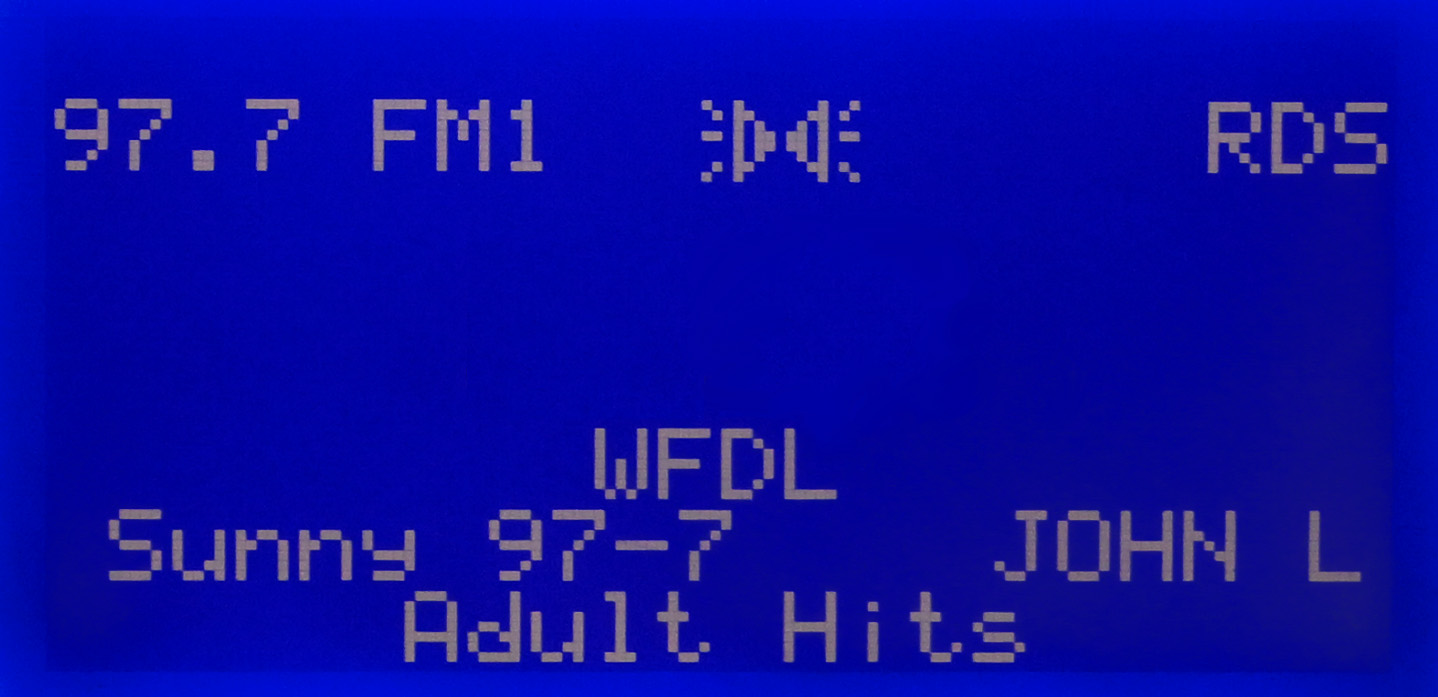 97.7 FM1 RDS
WFDL
Sunny 97-7 JOHN L
Adult Hits